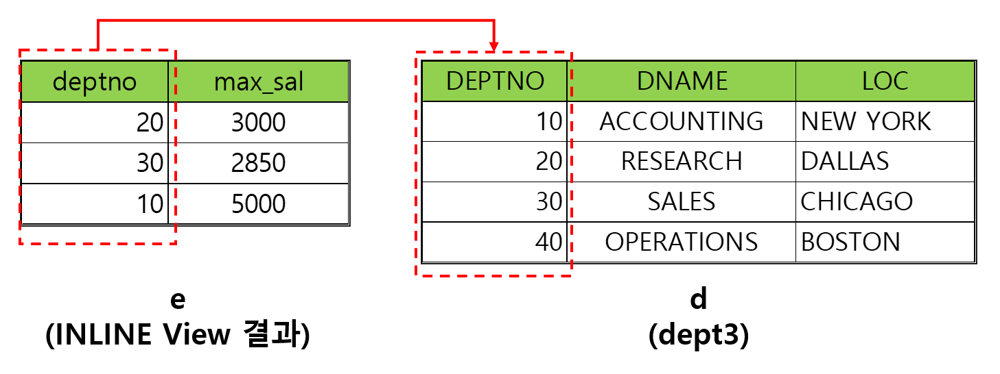 deptno max_sal
20 3000
30 2850
10 5000
e
(INLINE View 결과)
DEPTNO DNAME LOC
10 ACCOUNTING NEW YORK
20 RESEARCH DALLAS
30 SALES CHICAGO
40 OPERATIONS BOSTON
d
(dept3)